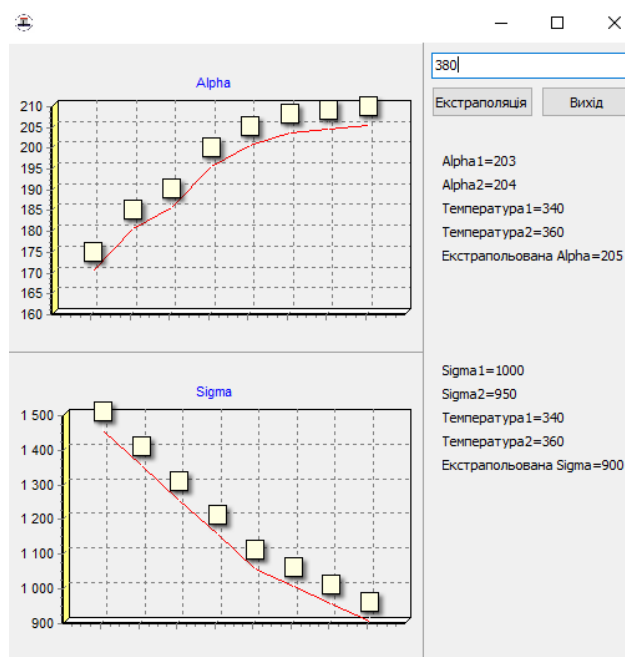 Alpha
210
205
200
195
190
185
180
175
170
165
160
Sigma
1 500
1 400
1 300
1 200
1 100
1 000
900
380
Екстраполяція
Вихід
Alpha1=203
Alpha2=204
Температура1=340
Температура2=360
Екстрапольована Alpha=205
Sigma1=1000
Sigma2=950
Температура1=340
Температура2=360
Екстрапольована Sigma=900